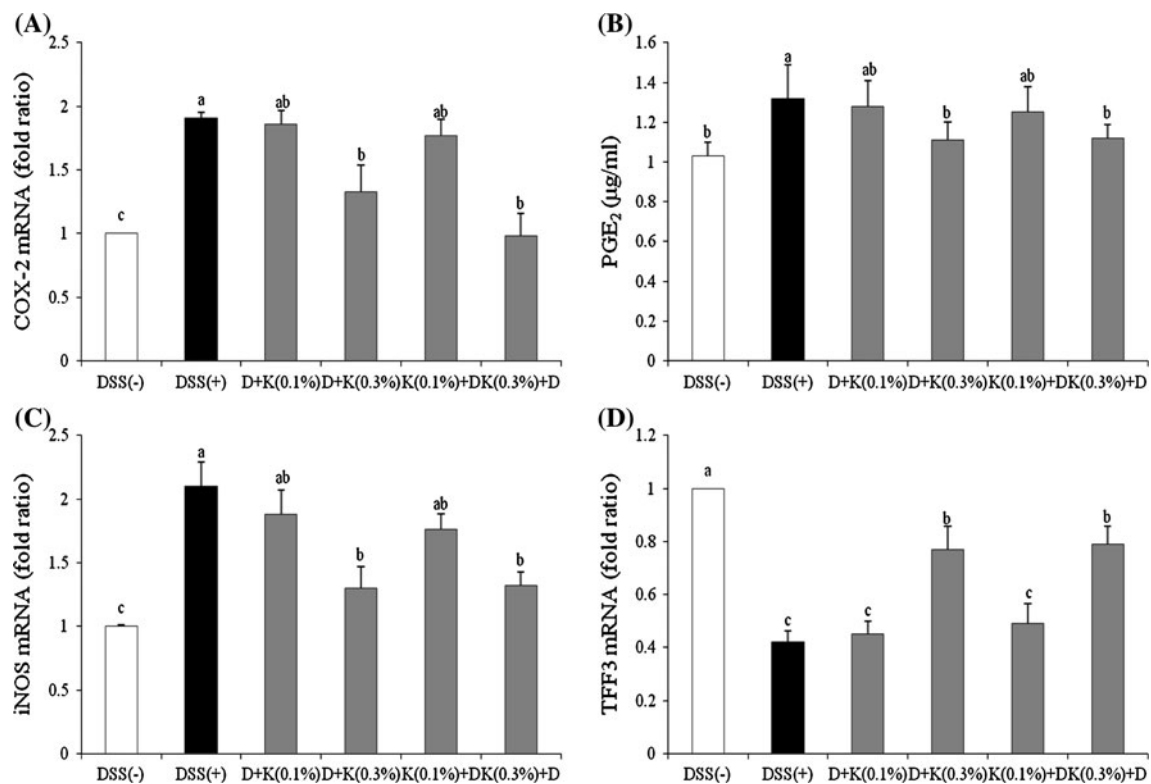 (A)
2.5
2
1.5
1
0.5
0
COX-2 mRNA (fold ratio)
c
a
ab
b
ab
b
DSS(-) DSS(+) D+K(0.1%) D+K(0.3%) K(0.1%)+D K(0.3%)+D
(B)
1.6
1.4
1.2
1
0.8
0.6
0.4
0.2
0
PGE₂ (µg/ml)
b
a
ab
b
ab
b
DSS(-) DSS(+) D+K(0.1%) D+K(0.3%) K(0.1%)+D K(0.3%)+D
(C)
2.5
2
1.5
1
0.5
0
iNOS mRNA (fold ratio)
c
a
ab
b
ab
b
DSS(-) DSS(+) D+K(0.1%) D+K(0.3%) K(0.1%)+D K(0.3%)+D
(D)
1.2
1
0.8
0.6
0.4
0.2
0
TFF3 mRNA (fold ratio)
a
c
c
b
c
b
DSS(-) DSS(+) D+K(0.1%) D+K(0.3%) K(0.1%)+D K(0.3%)+D